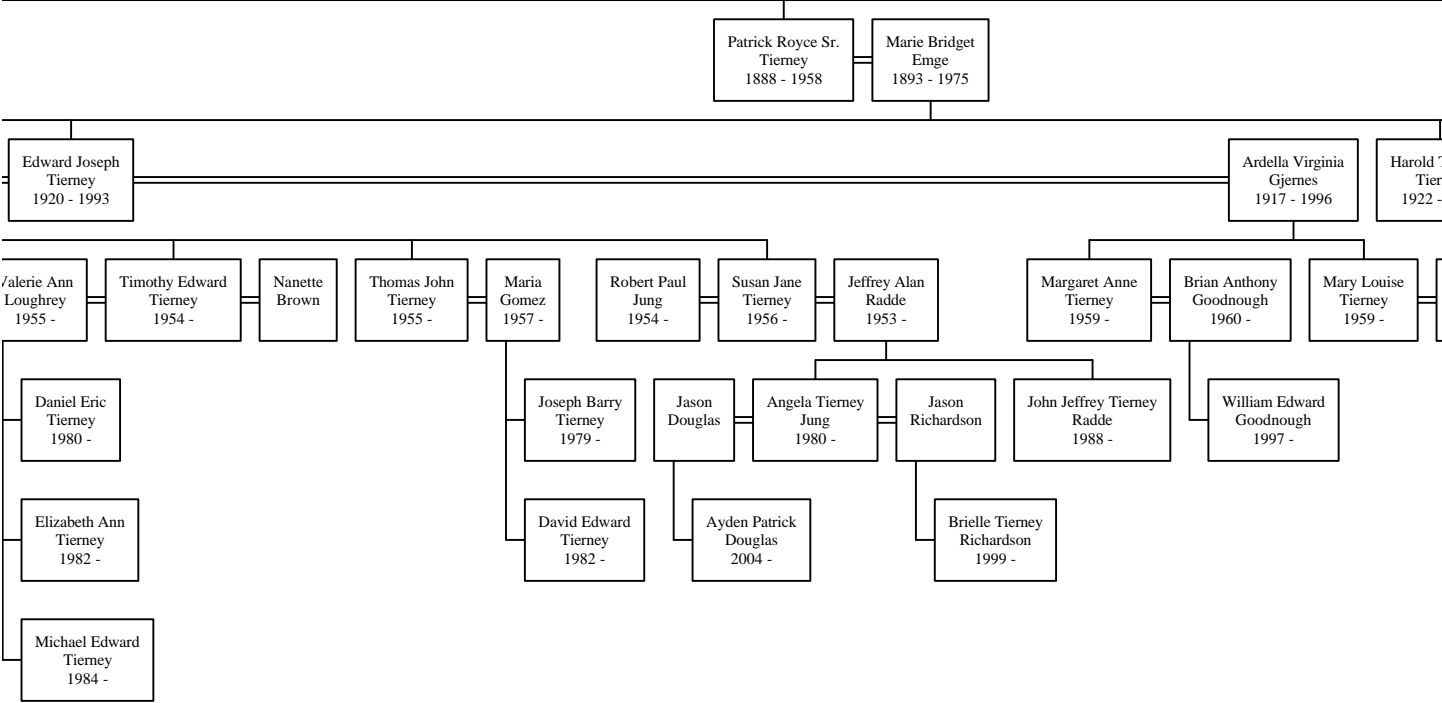 Patrick Royce Sr.
Tierney
1888 - 1958
Marie Bridget
Emge
1893 - 1975
Edward Joseph
Tierney
1920 - 1993
Ardella Virginia
Gjernes
1917 - 1996
Harold
1922 -
Ann
Loughrey
1955 -
Timothy Edward
Tierney
1954 -
Nanette
Brown
Thomas John
Tierney
1955 -
Maria
Gomez
1957 -
Robert Paul
Jung
1954 -
Susan Jane
Tierney
1956 -
Jeffrey Alan
Radde
1953 -
Margaret Anne
Tierney
1959 -
Brian Anthony
Goodnough
1960 -
Mary Louise
Tierney
1959 -
Daniel Eric
Tierney
1980 -
Joseph Barry
Tierney
1979 -
Jason
Douglas
Angela Tierney
Jung
1980 -
Jason
Richardson
John Jeffrey Tierney
Radde
1988 -
William Edward
Goodnough
1997 -
Elizabeth Ann
Tierney
1982 -
David Edward
Tierney
1982 -
Ayden Patrick
Douglas
2004 -
Brielle Tierney
Richardson
1999 -
Michael Edward
Tierney
1984 -